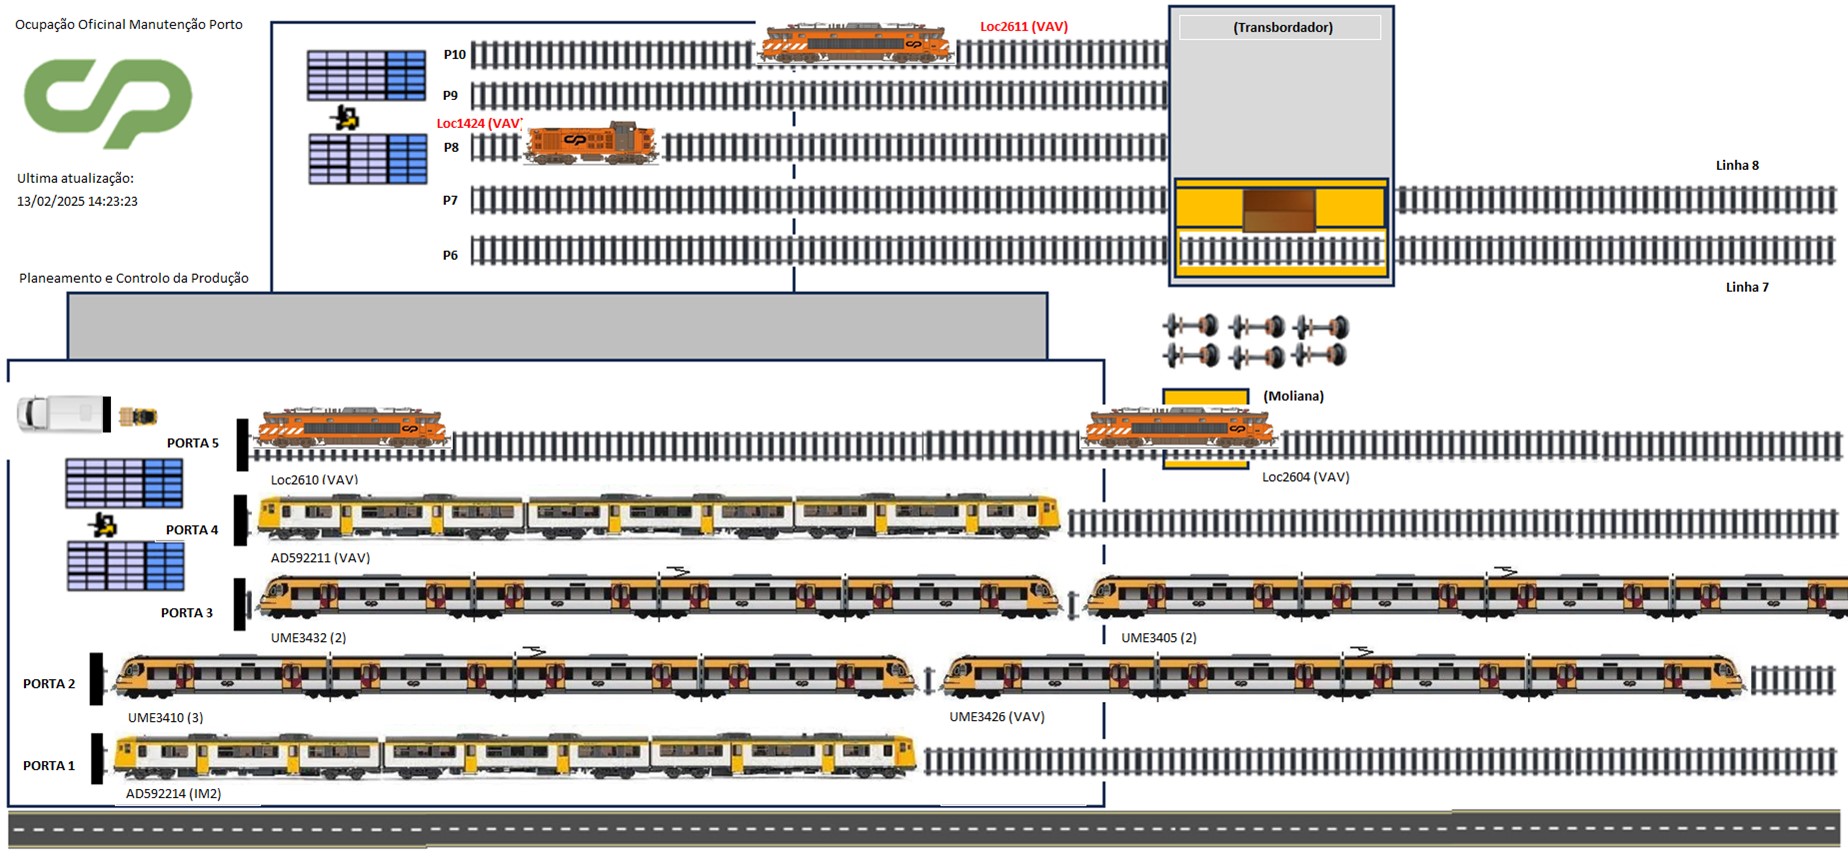 Ocupação Oficinal Manutenção Porto
Ultima atualização:
13/02/2025 14:23:23
Planeamento e Controlo da Produção
Loc2611 (VAV)
P10
P9
Loc1424 (VAV)
P8
P7
P6
(Transbordador)
Linha 8
Linha 7
(Moliana)
PORTA 5
Loc2610 (VAV)
Loc2604 (VAV)
PORTA 4
AD592211 (VAV)
PORTA 3
UME3432 (2)
UME3405 (2)
PORTA 2
UME3410 (3)
UME3426 (VAV)
PORTA 1
AD592214 (IM2)